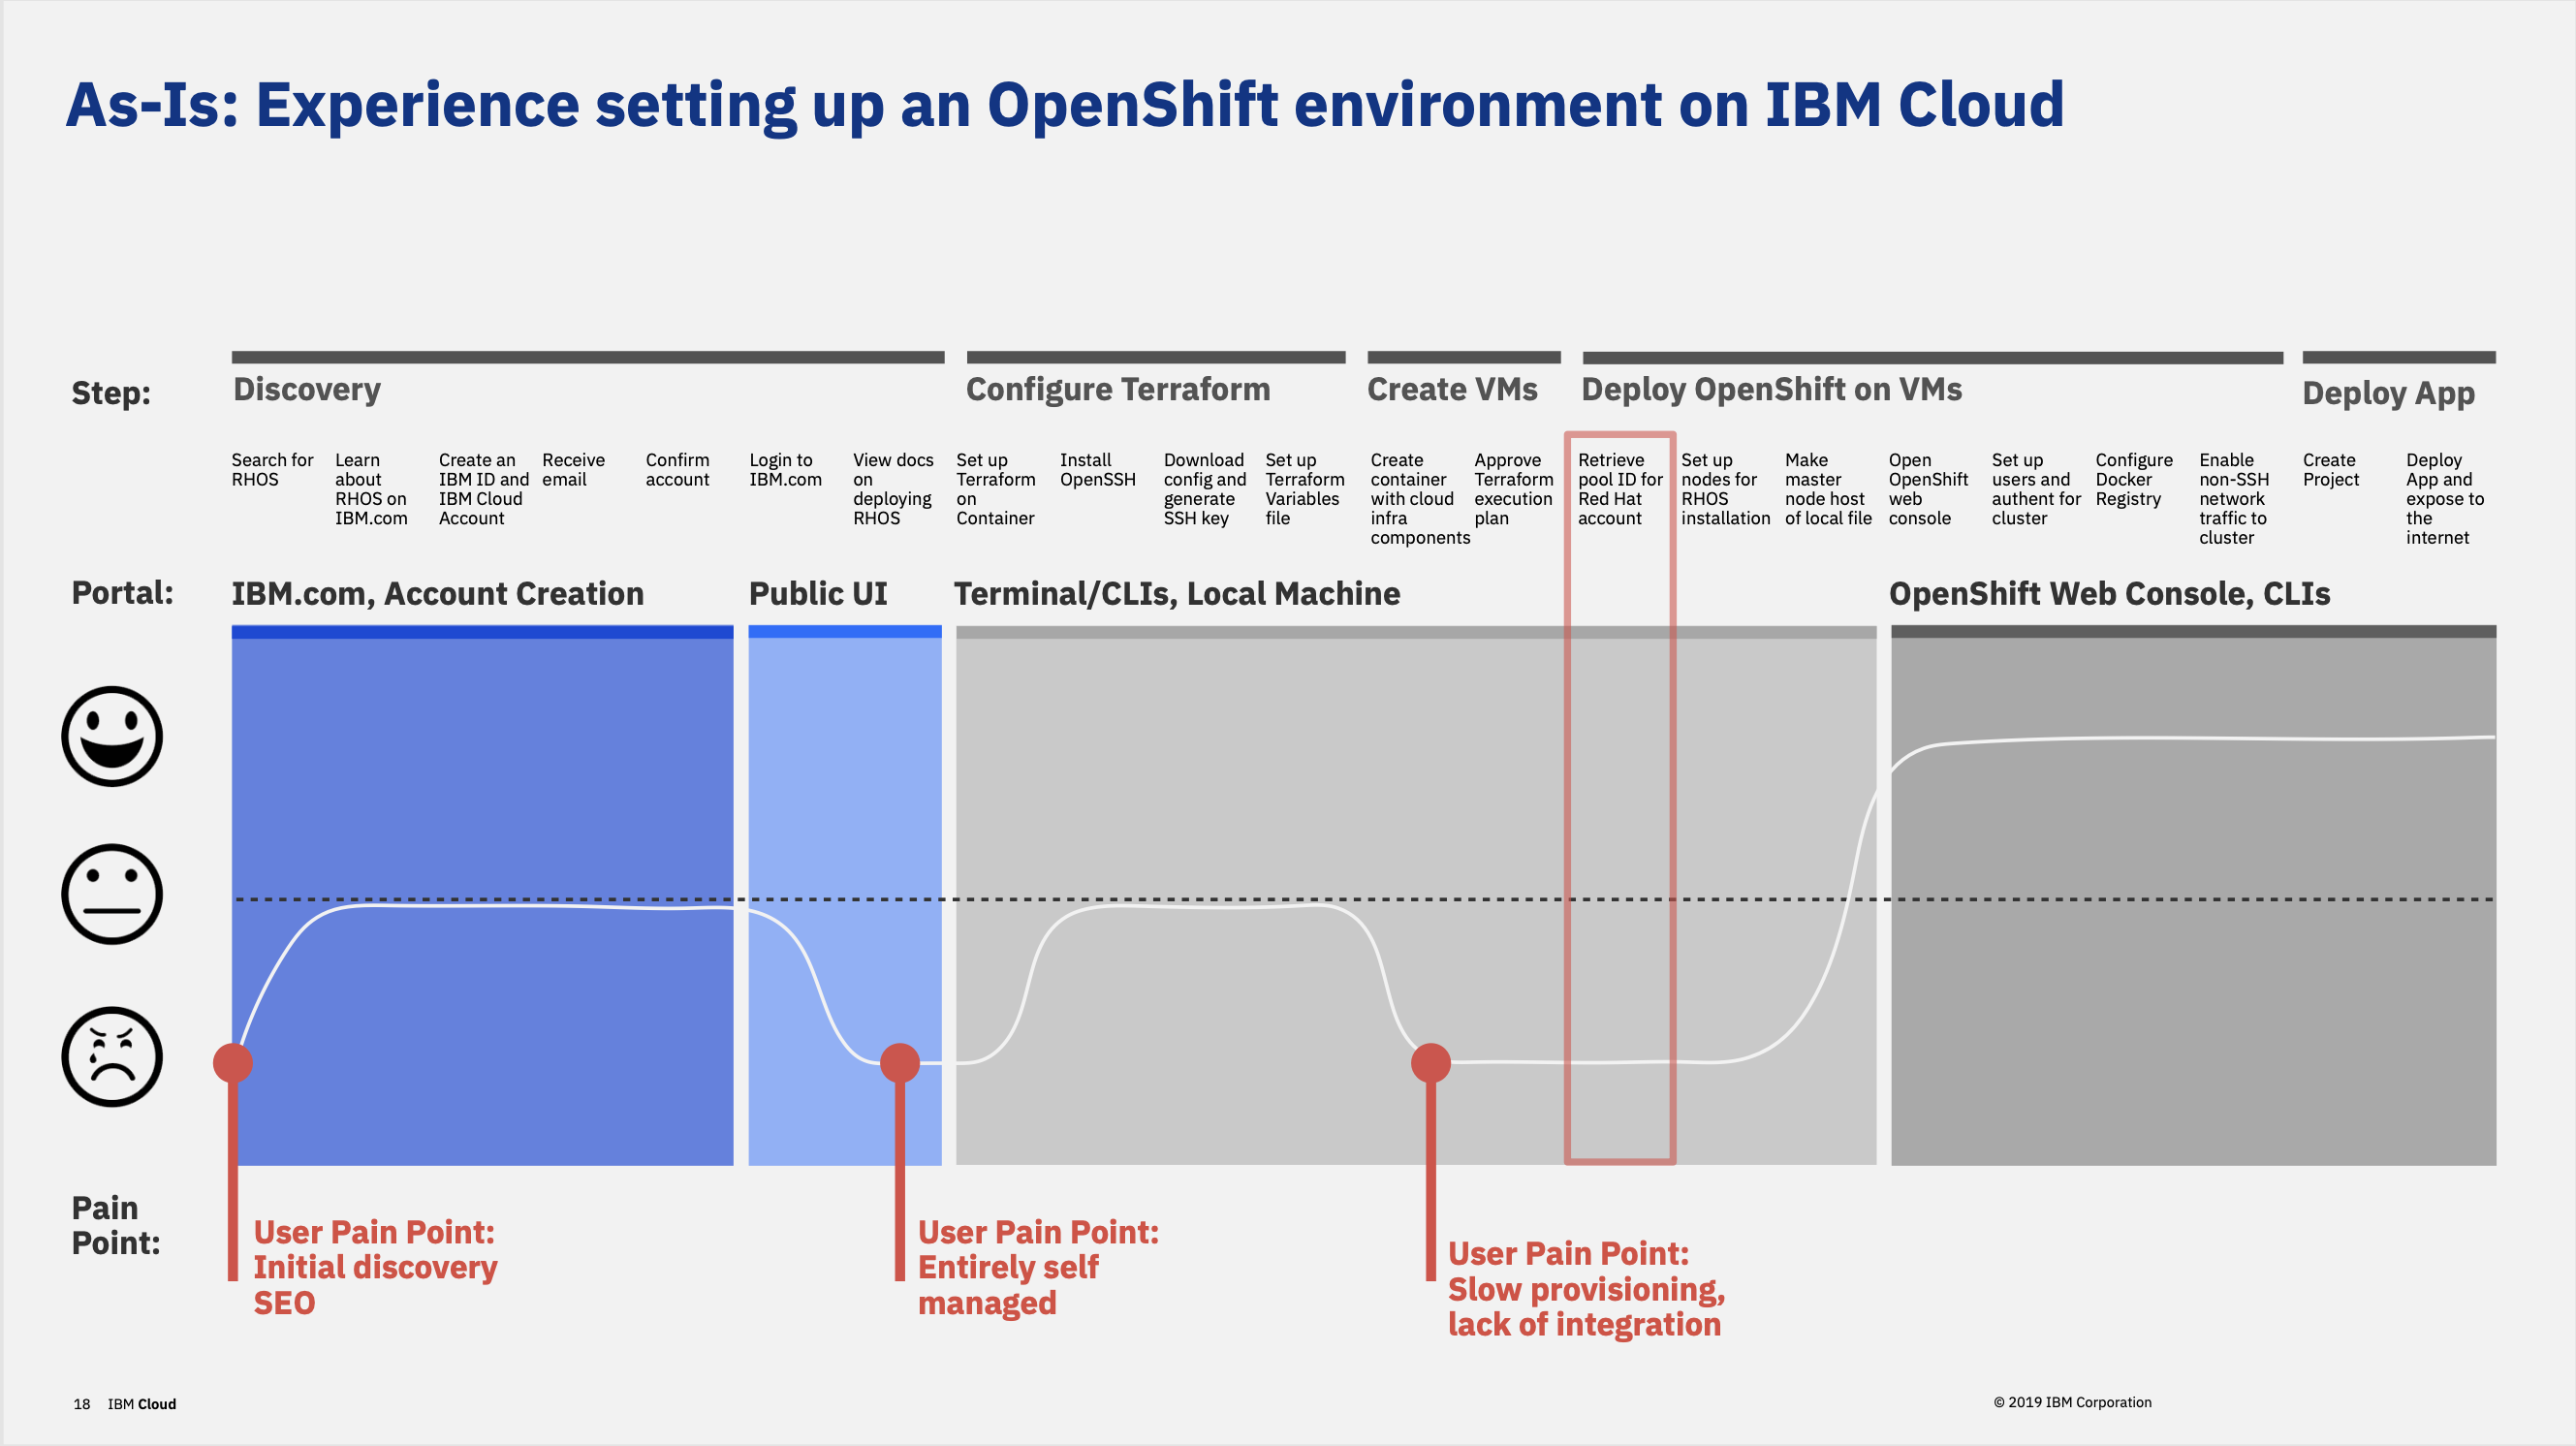 As-Is: Experience setting up an OpenShift environment on IBM Cloud
Step:
Discovery
Configure Terraform
Create VMs
Deploy OpenShift on VMs
Deploy App
Search for
RHOS
Learn
about
RHOS on
IBM.com
Create an
IBM ID and
IBM Cloud
Account
Receive
email
Confirm
account
Login to
IBM.com
View docs
on
deploying
RHOS
Set up
Terraform
on
Container
Install
OpenSSH
Download
config and
generate
SSH key
Set up
Terraform
Variables
file
Create
container
with cloud
infra
components
Approve
Terraform
execution
plan
Retrieve
pool ID for
Red Hat
account
Set up
nodes for
RHOS
installation
Make
master
node host
of local file
Open
OpenShift
web
console
Set up
users and
authent for
cluster
Configure
Docker
Registry
Enable
non-SSH
network
traffic to
cluster
Create
Project
Deploy
App and
expose to
the
internet
Portal:
IBM.com, Account Creation
Public UI
Terminal/CLIs, Local Machine
OpenShift Web Console, CLIs
Pain
Point:
User Pain Point:
Initial discovery
SEO
User Pain Point:
Entirely self
managed
User Pain Point:
Slow provisioning,
lack of integration
18 IBM Cloud
© 2019 IBM Corporation